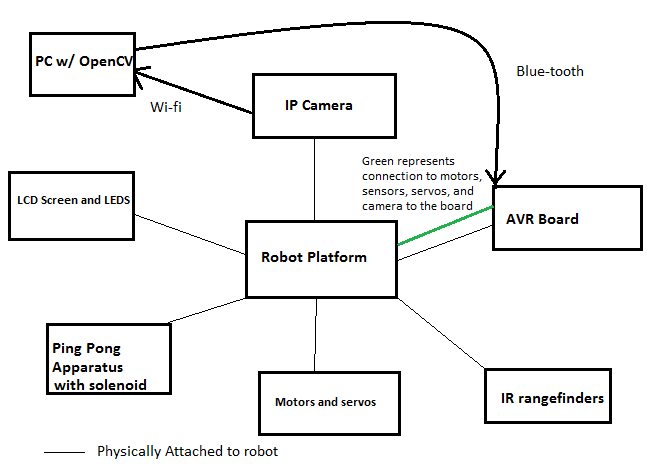 PC w/ OpenCV
Blue-tooth
Wi-fi
IP Camera
Green represents
connection to motors,
sensors, servos, and
camera to the board
LCD Screen and LEDS
AVR Board
Robot Platform
Ping Pong
Apparatus
with solenoid
Motors and servos
IR rangefinders
Physically Attached to robot